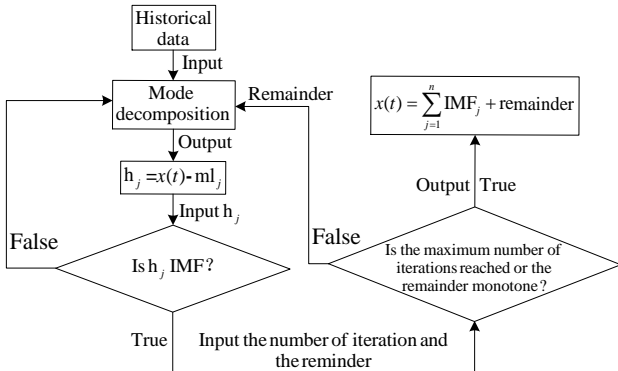 Historical
data
Input
Mode
decomposition
Remainder
Output
h_j =x(t)-ml_j
Input h_j
False
Is h_j IMF?
True
Input the number of iteration and
the reminder
False
Is the maximum number of
iterations reached or the
remainder monotone?
Output True
x(t) = \sum_{j=1}^{n} IMF_j + remainder